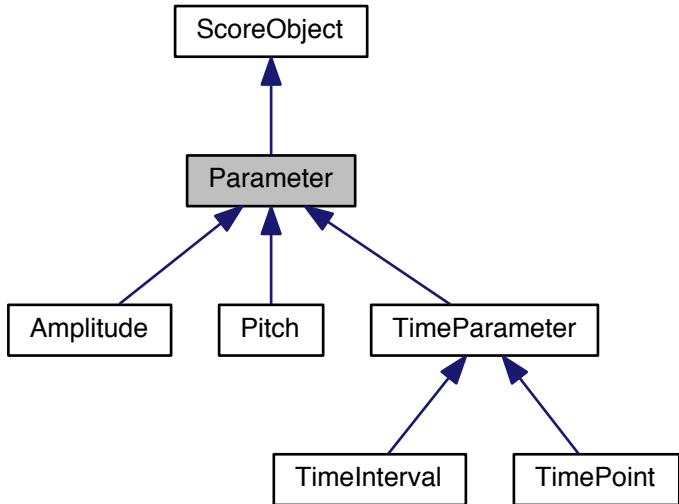 ScoreObject
Parameter
Amplitude
Pitch
TimeParameter
TimeInterval
TimePoint